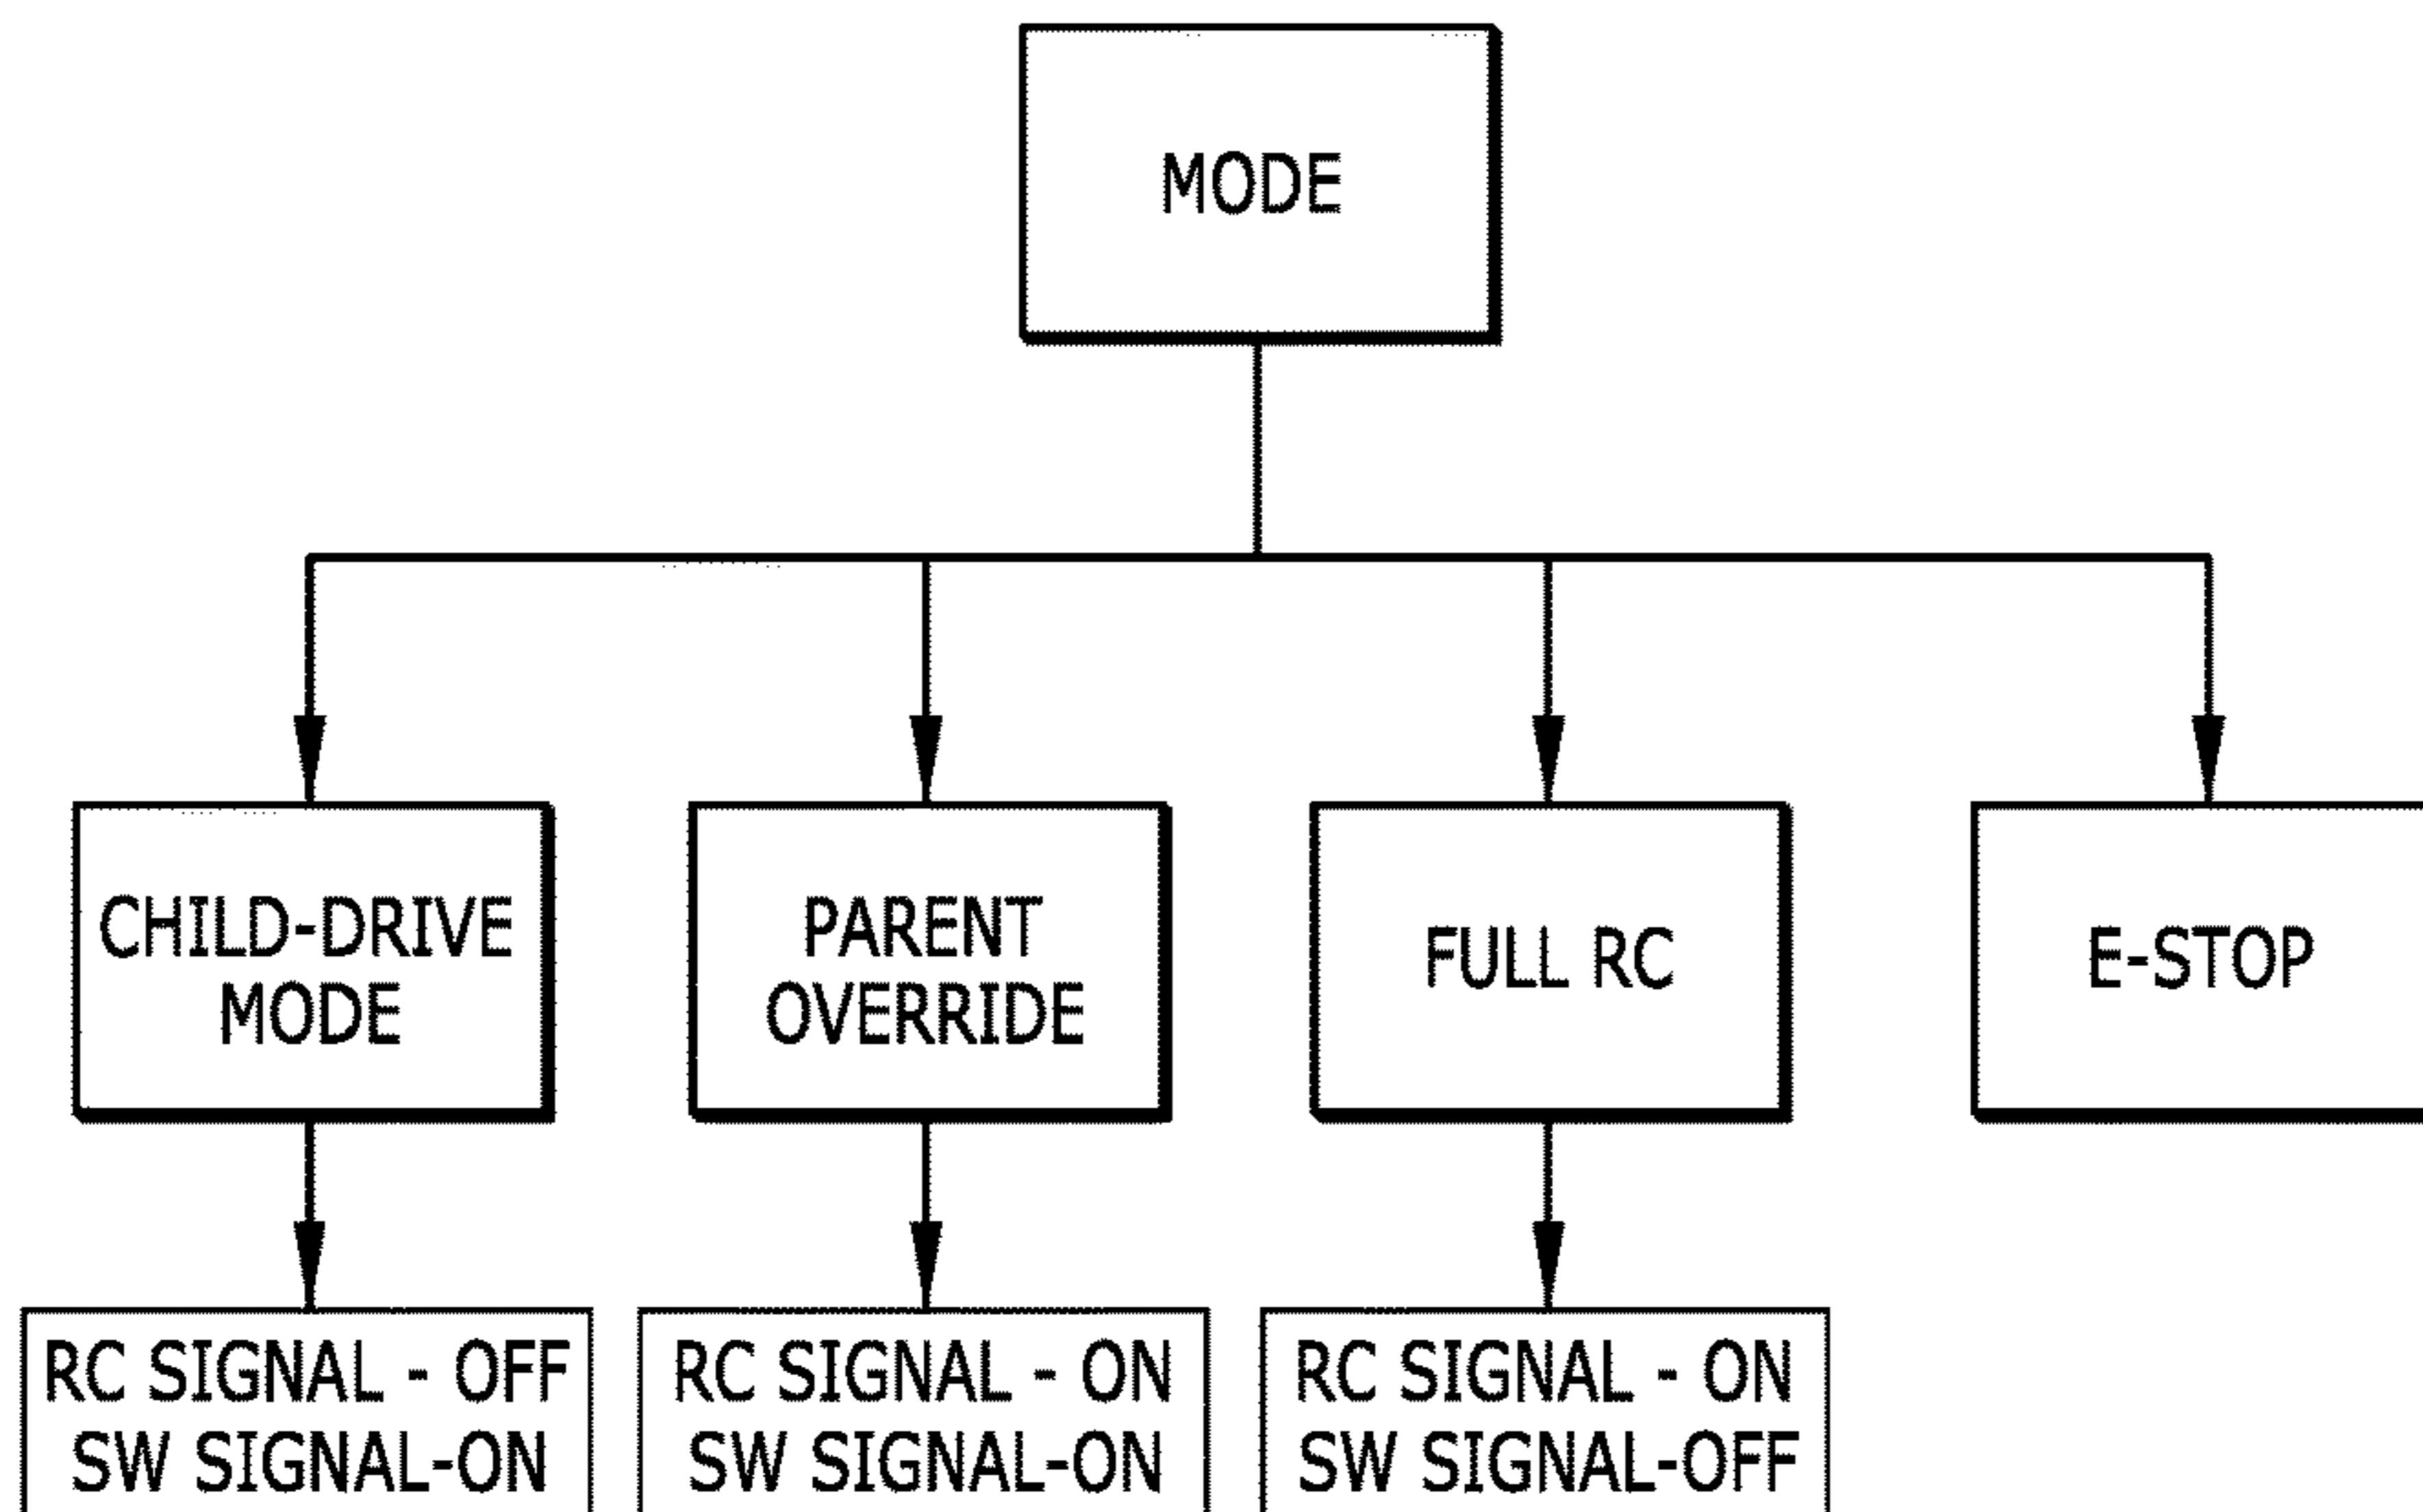 MODE
CHILD-DRIVE
MODE
PARENT
OVERRIDE
FULL RC
E-STOP
RC SIGNAL - OFF
SW SIGNAL-ON
RC SIGNAL - ON
SW SIGNAL-ON
RC SIGNAL - ON
SW SIGNAL-OFF